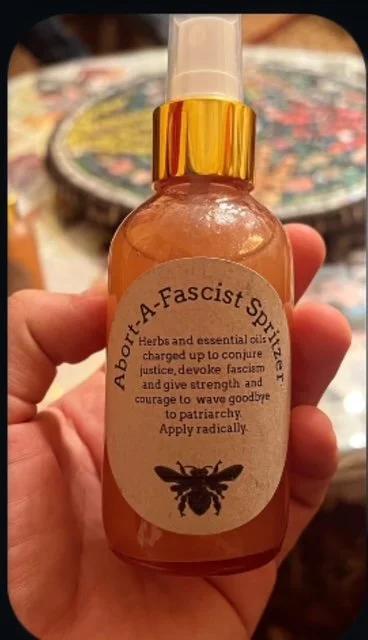 Abort-A-Fascist Spritzer
Herbs and essential oils
charged up to conjure
justice, devoke fascism
and give strength and
courage to wave goodbye
to patriarchy.
Apply radically.